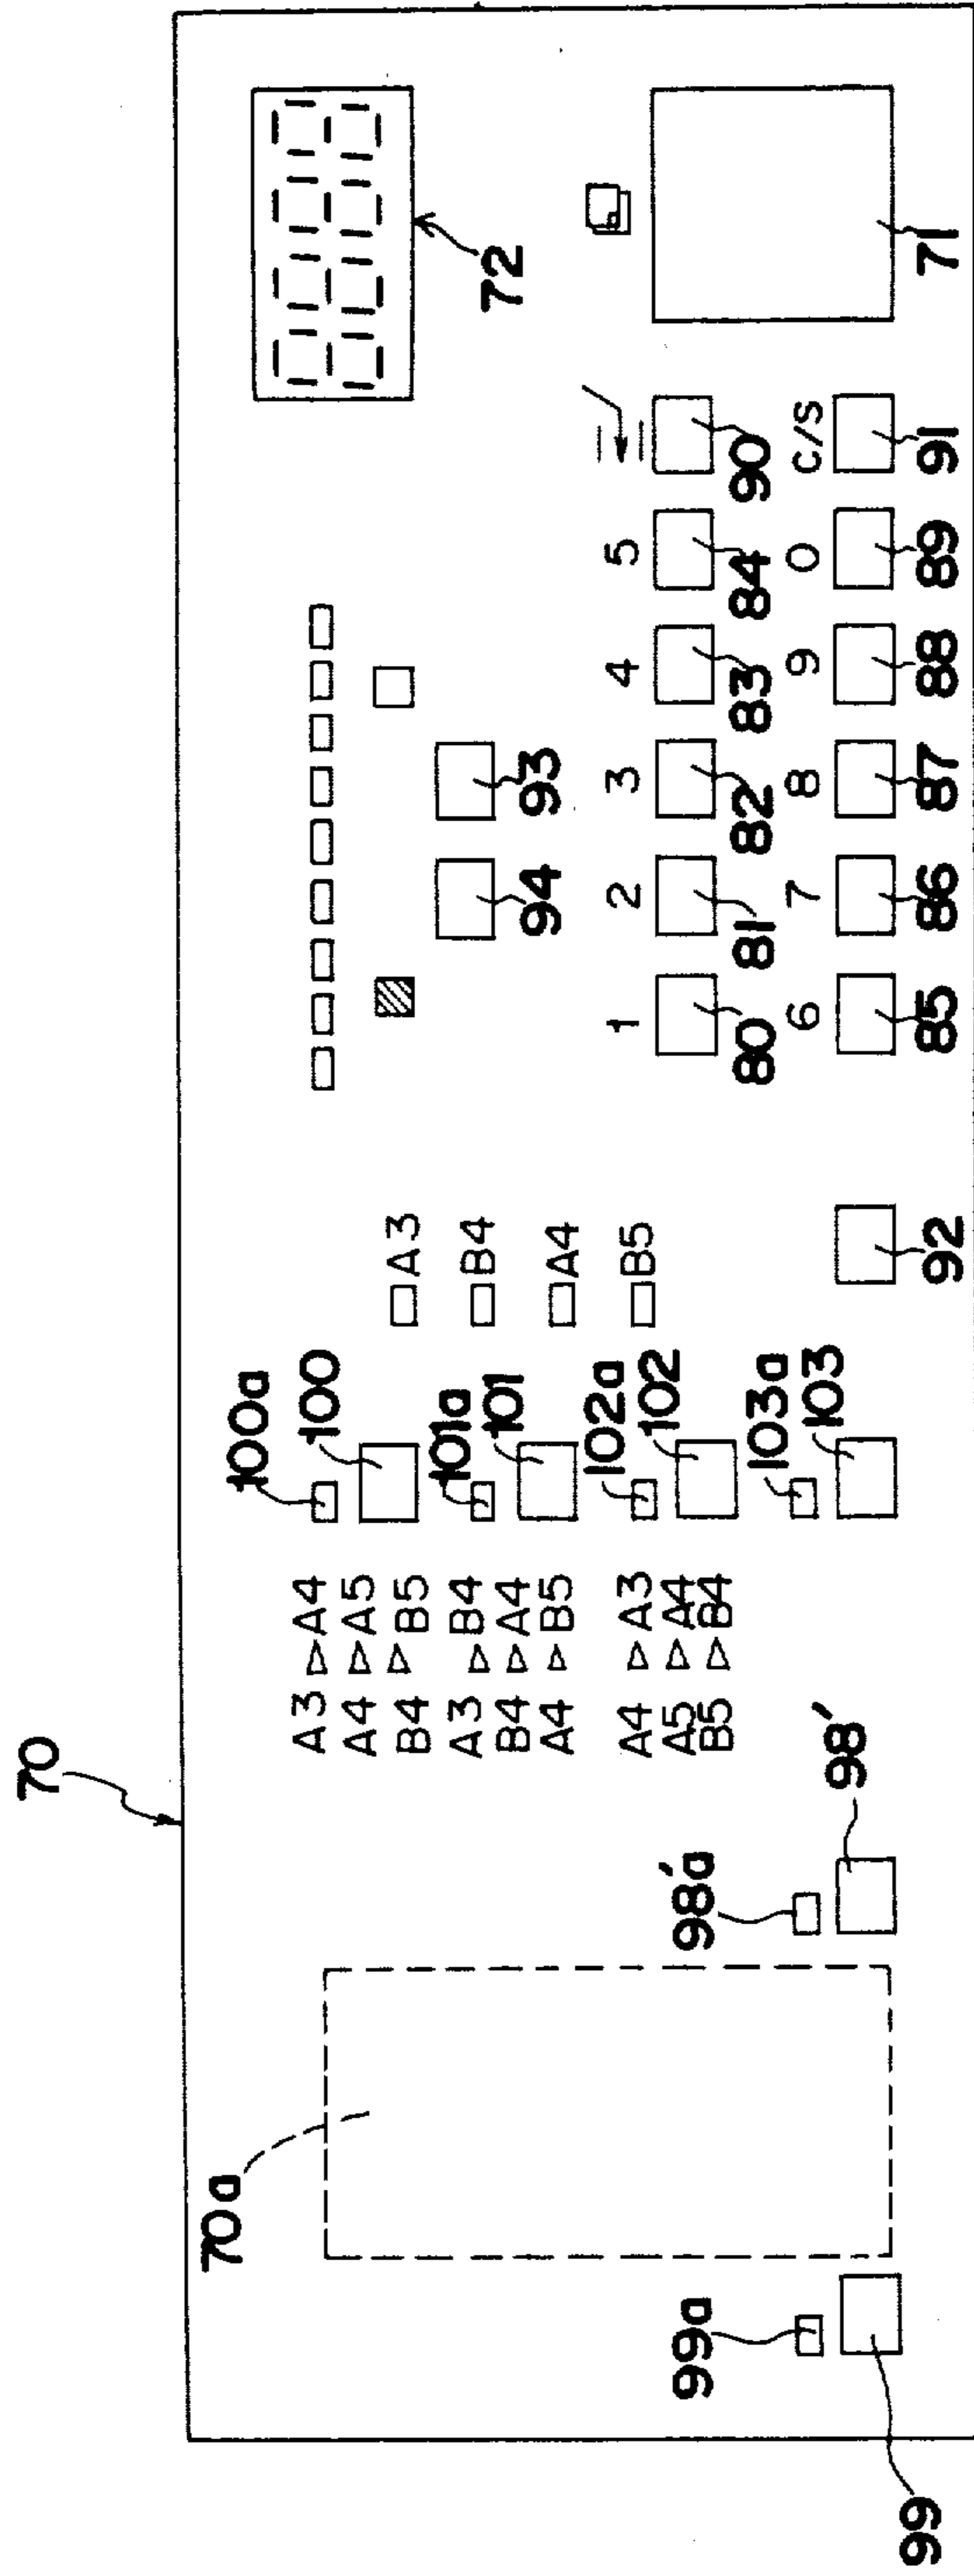 70
72
71
100a
100
101a
101
102a
102
103a
103
A3 ▷ A4
A4 ▷ A5
B4 ▷ B5
A3 ▷ B4
B4 ▷ A4
A4 ▷ B5
A4 ▷ A3
A5 ▷ A4
B5 ▷ B4
A3
B4
A4
B5
94 93
1 2 3 4 5
80 81 82 83 84 90
6 7 8 9 0 C/S
85 86 87 88 89 91
92
70a
98'a
98'
99a
99